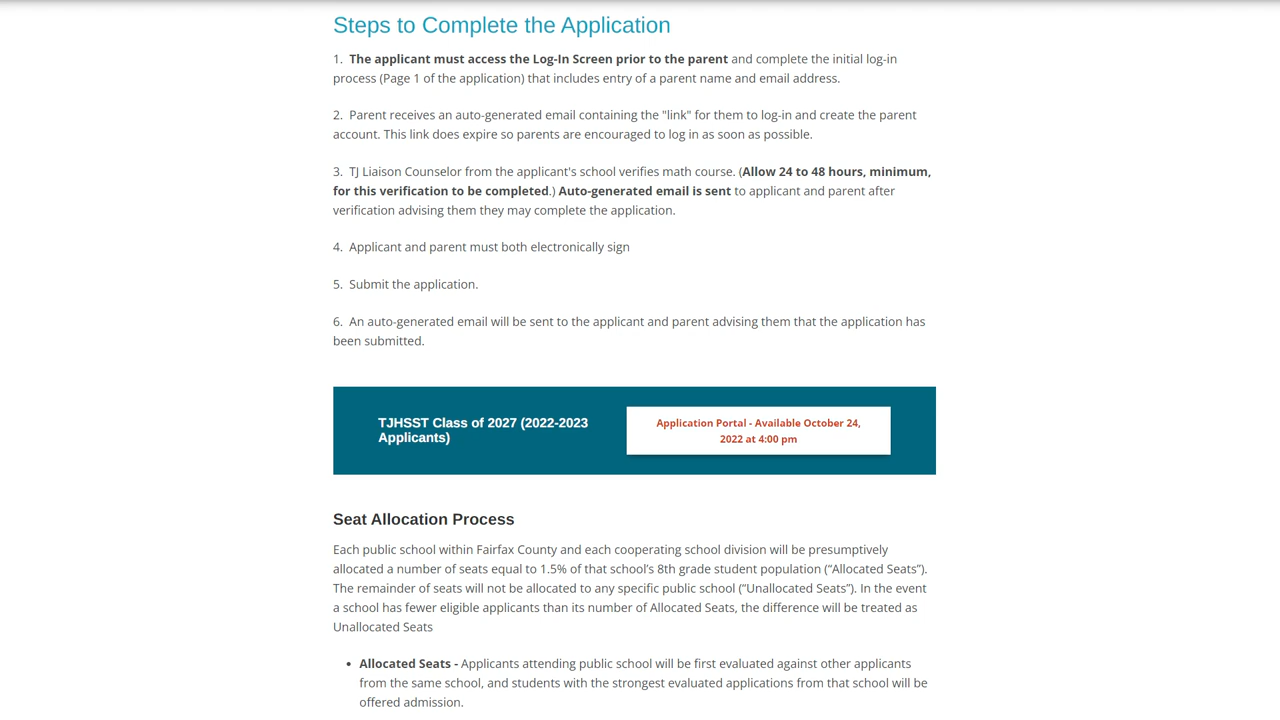 Steps to Complete the Application
1. The applicant must access the Log-In Screen prior to the parent and complete the initial log-in
process (Page 1 of the application) that includes entry of a parent name and email address.
2. Parent receives an auto-generated email containing the "link" for them to log-in and create the parent
account. This link does expire so parents are encouraged to log in as soon as possible.
3. TJ Liaison Counselor from the applicant's school verifies math course. (Allow 24 to 48 hours, minimum,
for this verification to be completed.) Auto-generated email is sent to applicant and parent after
verification advising them they may complete the application.
4. Applicant and parent must both electronically sign
5. Submit the application.
6. An auto-generated email will be sent to the applicant and parent advising them that the application has
been submitted.
TJHSST Class of 2027 (2022-2023
Applicants)
Application Portal - Available October 24,
2022 at 4:00 pm
Seat Allocation Process
Each public school within Fairfax County and each cooperating school division will be presumptively
allocated a number of seats equal to 1.5% of that school’s 8th grade student population (“Allocated Seats”).
The remainder of seats will not be allocated to any specific public school (“Unallocated Seats”). In the event
a school has fewer eligible applicants than its number of Allocated Seats, the difference will be treated as
Unallocated Seats
• Allocated Seats - Applicants attending public school will be first evaluated against other applicants
from the same school, and students with the strongest evaluated applications from that school will be
offered admission.